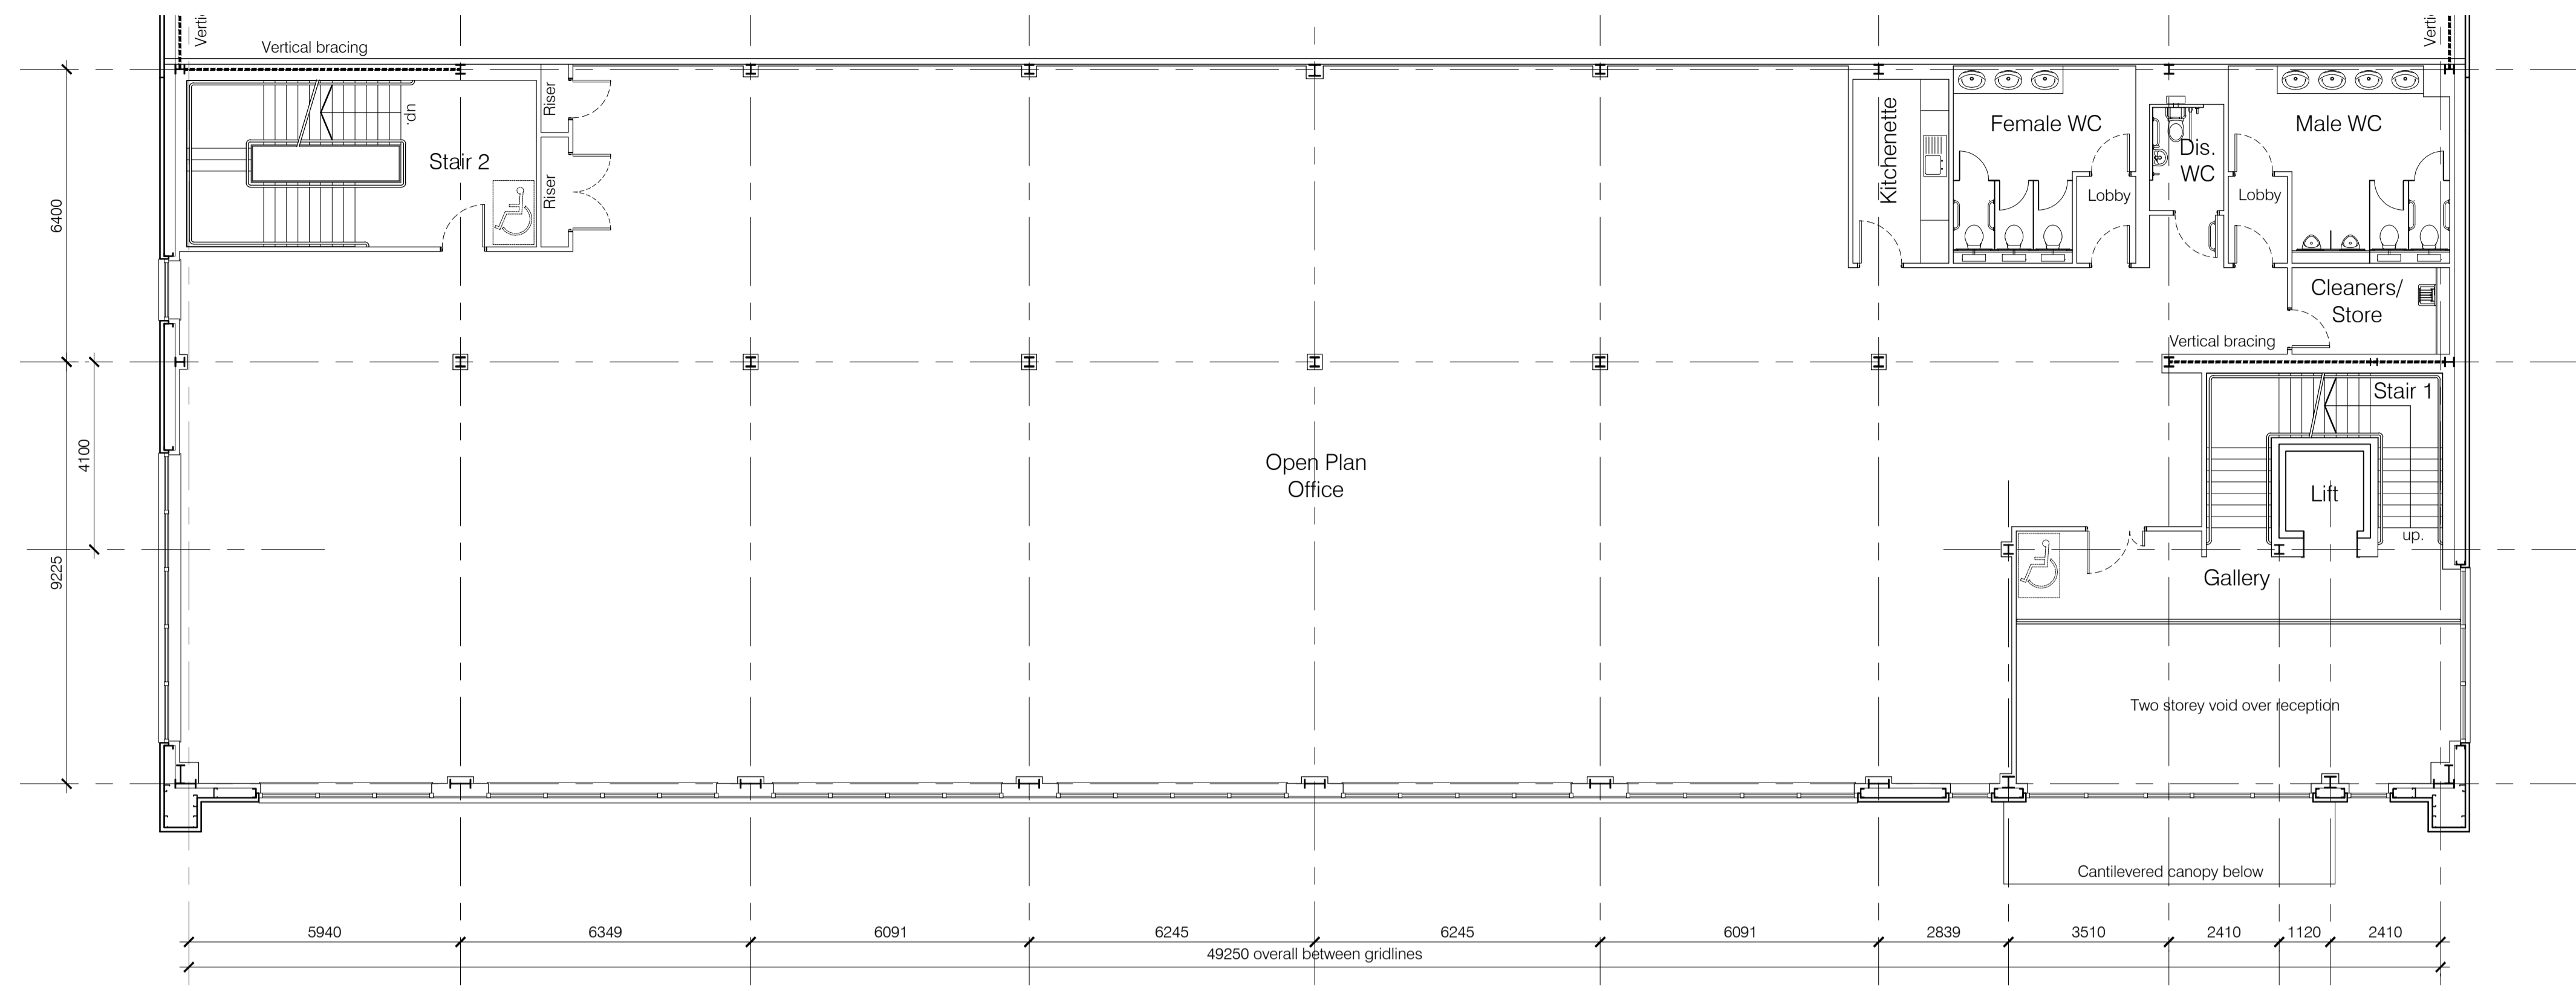 Verti
Verti
Vertical bracing
Riser
up.
Stair 2
Riser
Kitchenette
Female WC
Male WC
Dis.
WC
Lobby
Lobby
Cleaners/
Store
Vertical bracing
Stair 1
6400
4100
9225
Open Plan
Office
Lift
up.
Gallery
Two storey void over reception
Cantilevered canopy below
5940
6349
6091
6245
6245
6091
2839
3510
2410
1120
2410
49250 overall between gridlines